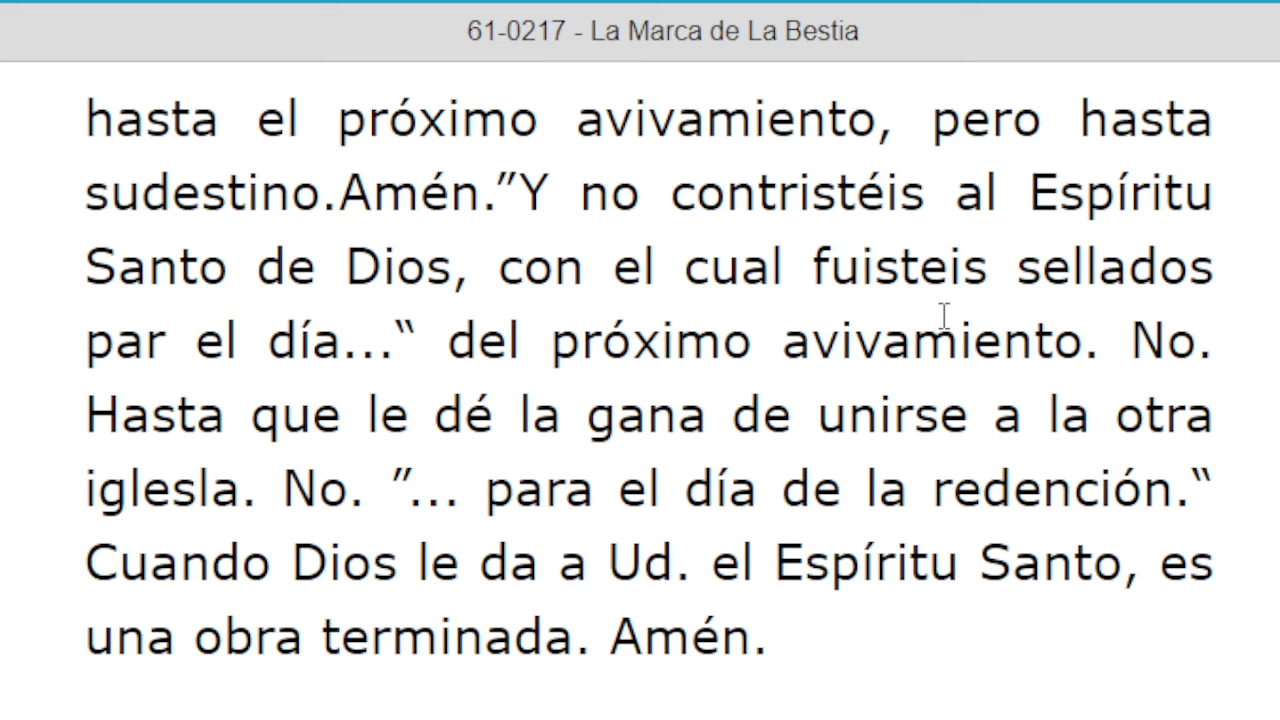 61-0217 - La Marca de La Bestia
hasta el próximo avivamiento, pero hasta
sudestino.Amén.”Y no contristéis al Espíritu
Santo de Dios, con el cual fuisteis sellados
par el día...“ del próximo avivamiento. No.
Hasta que le dé la gana de unirse a la otra
iglesla. No. ”... para el día de la redención.“
Cuando Dios le da a Ud. el Espíritu Santo, es
una obra terminada. Amén.